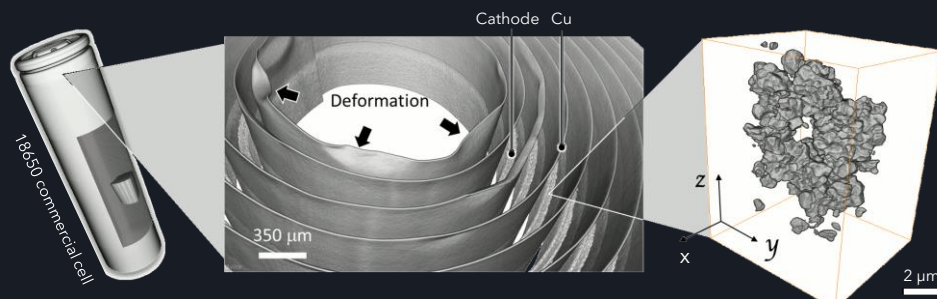 Cathode
Cu
18650 commercial cell
Deformation
350 μm
z
y
x
2 μm